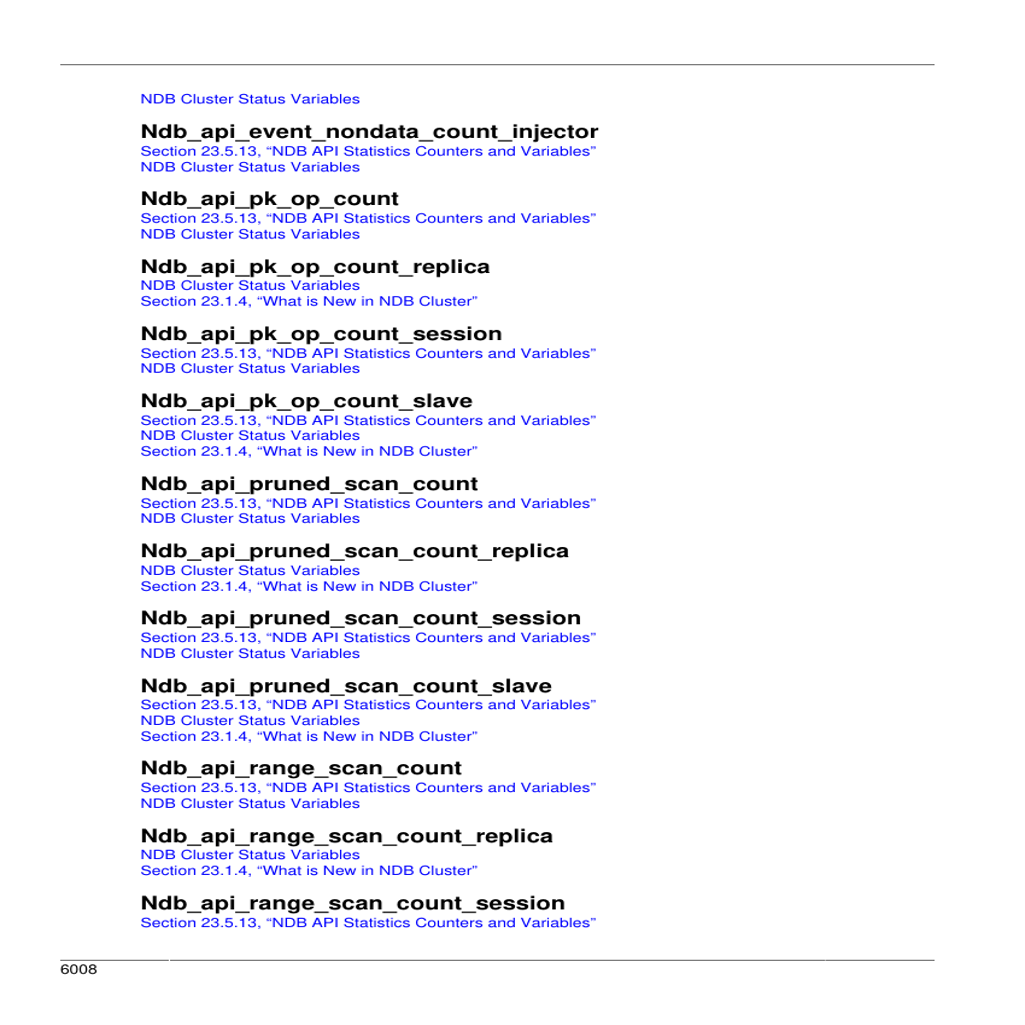 NDB Cluster Status Variables
Ndb_api_event_nondata_count_injector
Section 23.5.13, “NDB API Statistics Counters and Variables”
NDB Cluster Status Variables
Ndb_api_pk_op_count
Section 23.5.13, “NDB API Statistics Counters and Variables”
NDB Cluster Status Variables
Ndb_api_pk_op_count_replica
NDB Cluster Status Variables
Section 23.1.4, “What is New in NDB Cluster”
Ndb_api_pk_op_count_session
Section 23.5.13, “NDB API Statistics Counters and Variables”
NDB Cluster Status Variables
Ndb_api_pk_op_count_slave
Section 23.5.13, “NDB API Statistics Counters and Variables”
NDB Cluster Status Variables
Section 23.1.4, “What is New in NDB Cluster”
Ndb_api_pruned_scan_count
Section 23.5.13, “NDB API Statistics Counters and Variables”
NDB Cluster Status Variables
Ndb_api_pruned_scan_count_replica
NDB Cluster Status Variables
Section 23.1.4, “What is New in NDB Cluster”
Ndb_api_pruned_scan_count_session
Section 23.5.13, “NDB API Statistics Counters and Variables”
NDB Cluster Status Variables
Ndb_api_pruned_scan_count_slave
Section 23.5.13, “NDB API Statistics Counters and Variables”
NDB Cluster Status Variables
Section 23.1.4, “What is New in NDB Cluster”
Ndb_api_range_scan_count
Section 23.5.13, “NDB API Statistics Counters and Variables”
NDB Cluster Status Variables
Ndb_api_range_scan_count_replica
NDB Cluster Status Variables
Section 23.1.4, “What is New in NDB Cluster”
Ndb_api_range_scan_count_session
Section 23.5.13, “NDB API Statistics Counters and Variables”
6008